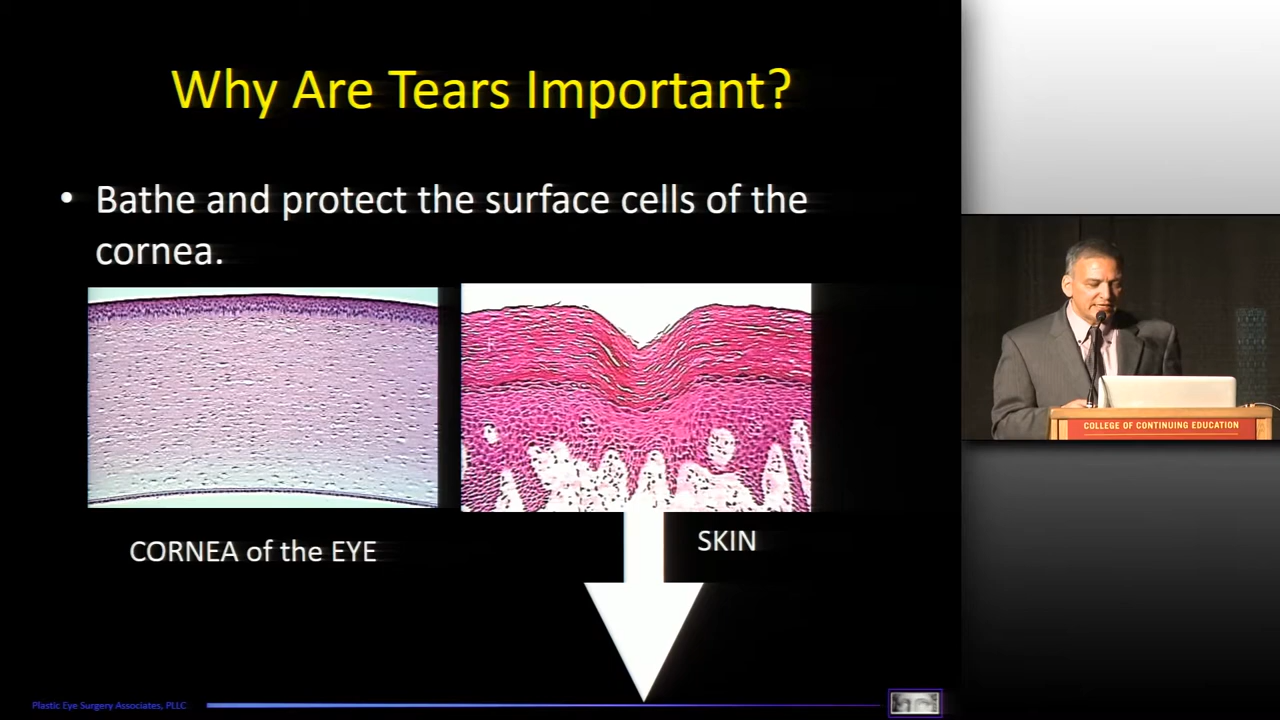 Why Are Tears Important?
• Bathe and protect the surface cells of the
cornea.
CORNEA of the EYE
SKIN
COLLEGE OF CONTINUING EDUCATION
Plastic Eye Surgery Associates, PLLC